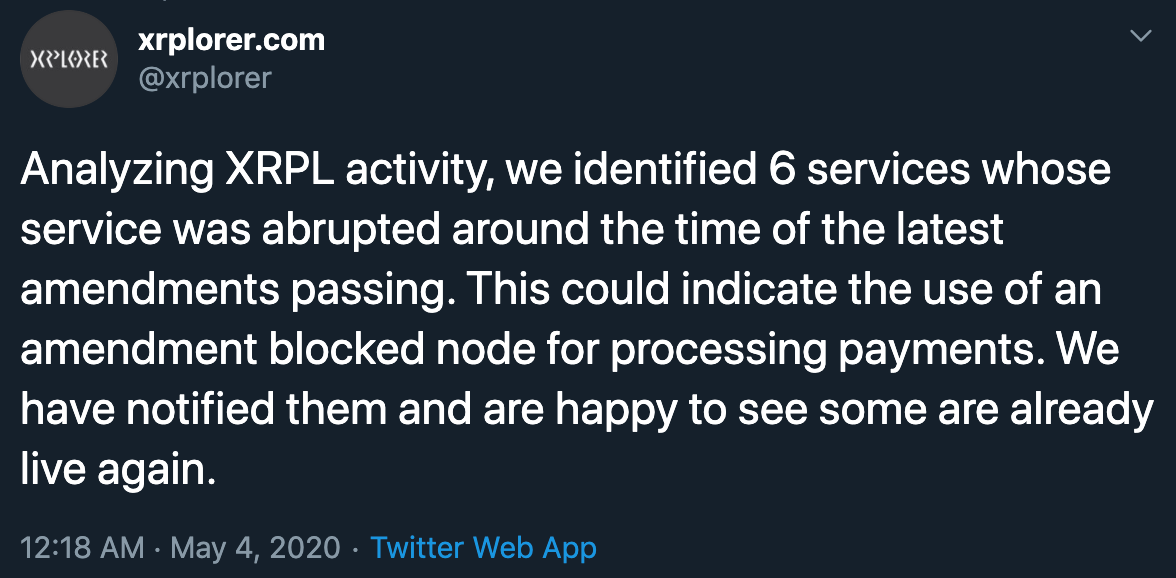 XRPLORER
xrplorer.com
@xrplorer
Analyzing XRPL activity, we identified 6 services whose
service was abrupted around the time of the latest
amendments passing. This could indicate the use of an
amendment blocked node for processing payments. We
have notified them and are happy to see some are already
live again.
12:18 AM · May 4, 2020 · Twitter Web App